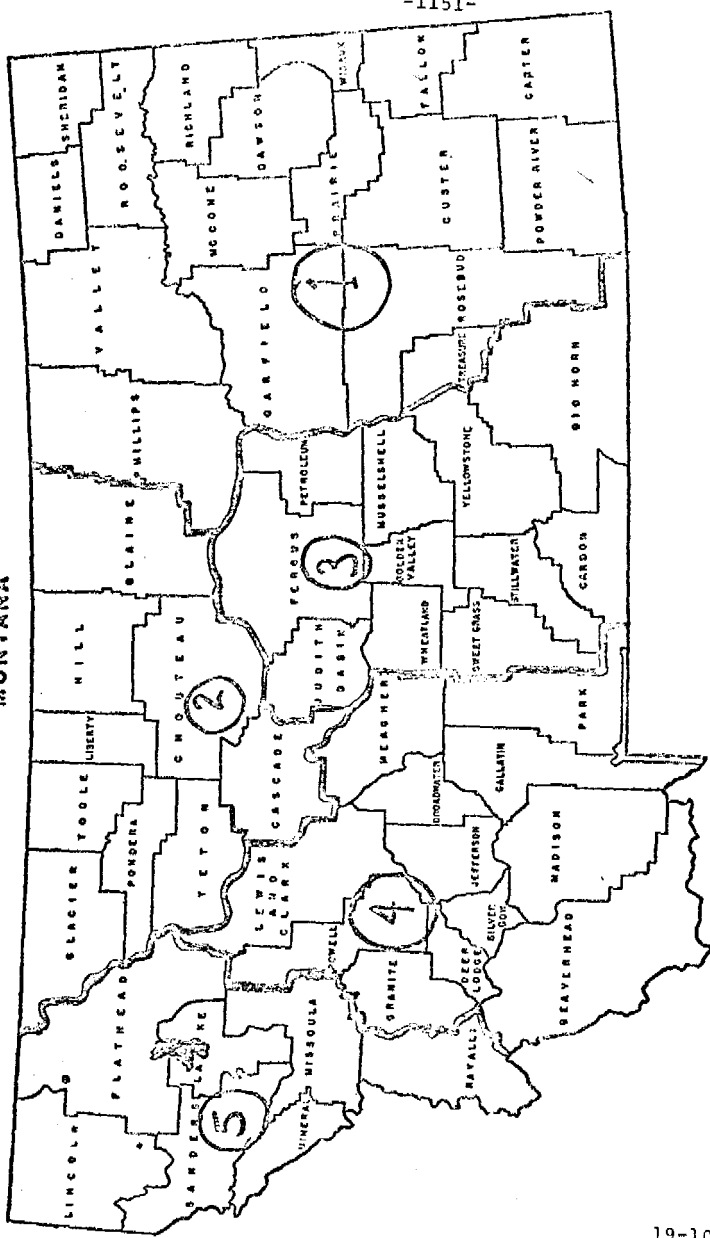 -1151-
MONTANA
LINCOLN
FLATHEAD
GLACIER
TOOLE
LIBERTY
HILL
BLAINE
PHILLIPS
VALLEY
DANIELS
SHERIDAN
ROOSEVELT
SANDERS
LAKE
PONDERA
TETON
CHOUTEAU
2
5
MINERAL
MISSOULA
POWELL
LEWIS
AND
CLARK
CASCADE
JUDITH
BASIN
FERGUS
3
PETROLEUM
GARFIELD
1
MCCONE
RICHLAND
DAWSON
PRAIRIE
WIBAUX
RAVALLI
GRANITE
4
DEER
LODGE
SILVER
BOW
JEFFERSON
BROADWATER
MEAGHER
WHEATLAND
GOLDEN
VALLEY
MUSSELSHELL
TREASURE
ROSEBUD
CUSTER
FALLON
BEAVERHEAD
MADISON
GALLATIN
PARK
SWEET GRASS
STILLWATER
CARBON
YELLOWSTONE
BIG HORN
POWDER RIVER
CARTER